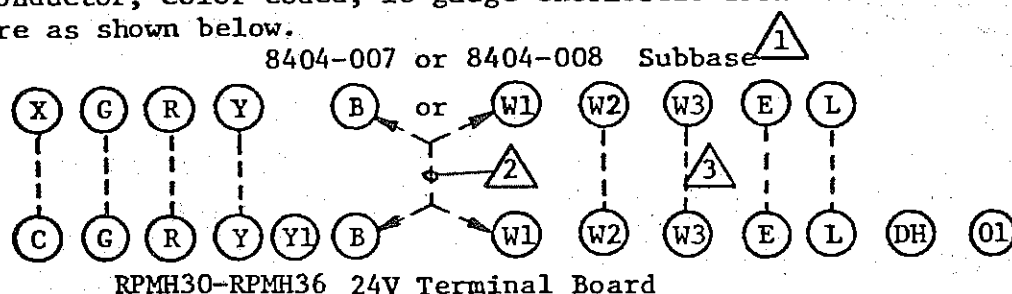 re as shown below.
8404-007 or 8404-008 Subbase 1
X G R Y B or W1 W2 W3 E L
2 3
C G R Y Y1 B W1 W2 W3 E L DH 01
RPMH30-RPMH36 24V Terminal Board